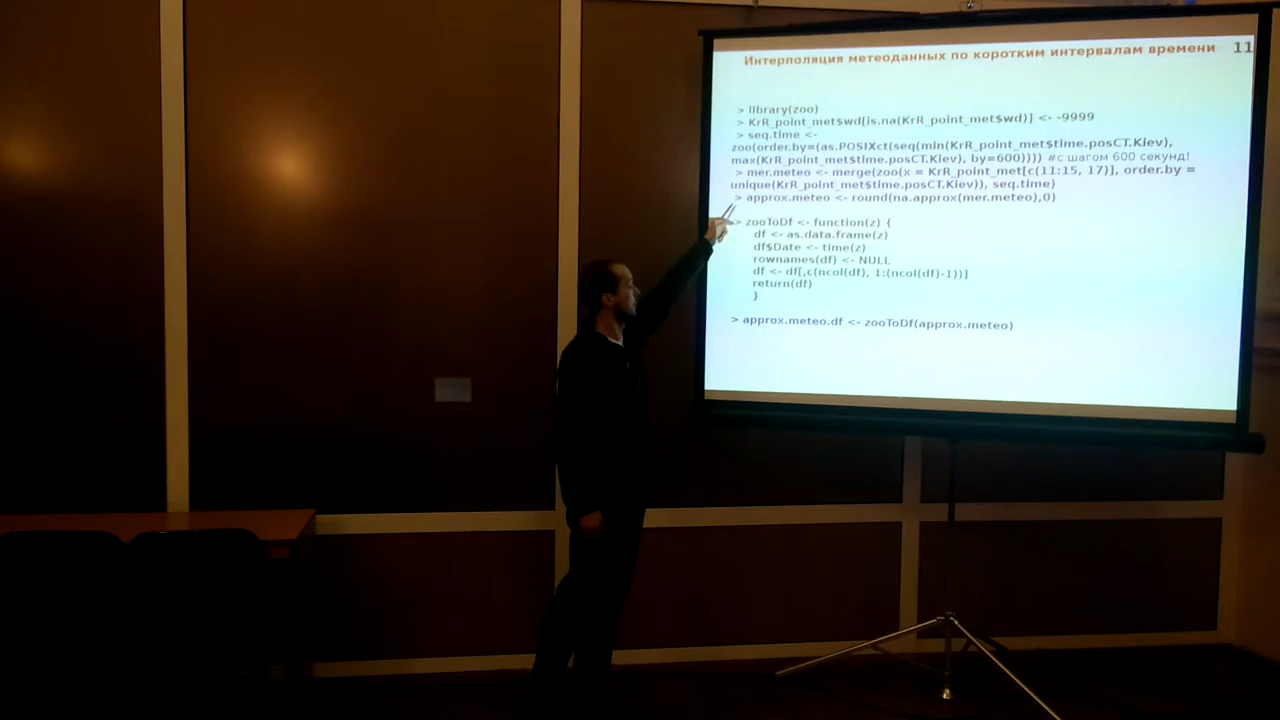 Интерполяция метеоданных по коротким интервалам времени 11
> library(zoo)
> KrR_point_met$wd[is.na(KrR_point_met$wd)] <- -9999
> seq.time <-
zoo(order.by=(as.POSIXct(seq(min(KrR_point_met$time.posCT.Kiev),
max(KrR_point_met$time.posCT.Kiev), by=600)))) #с шагом 600 секунд!
> mer.meteo <- merge(zoo(x = KrR_point_met[c(11:15, 17)], order.by =
unique(KrR_point_met$time.posCT.Kiev)), seq.time)
> approx.meteo <- round(na.approx(mer.meteo),0)
> zooToDf <- function(z) {
df <- as.data.frame(z)
df$Date <- time(z)
rownames(df) <- NULL
df <- df[,c(ncol(df), 1:(ncol(df)-1))]
return(df)
}
> approx.meteo.df <- zooToDf(approx.meteo)